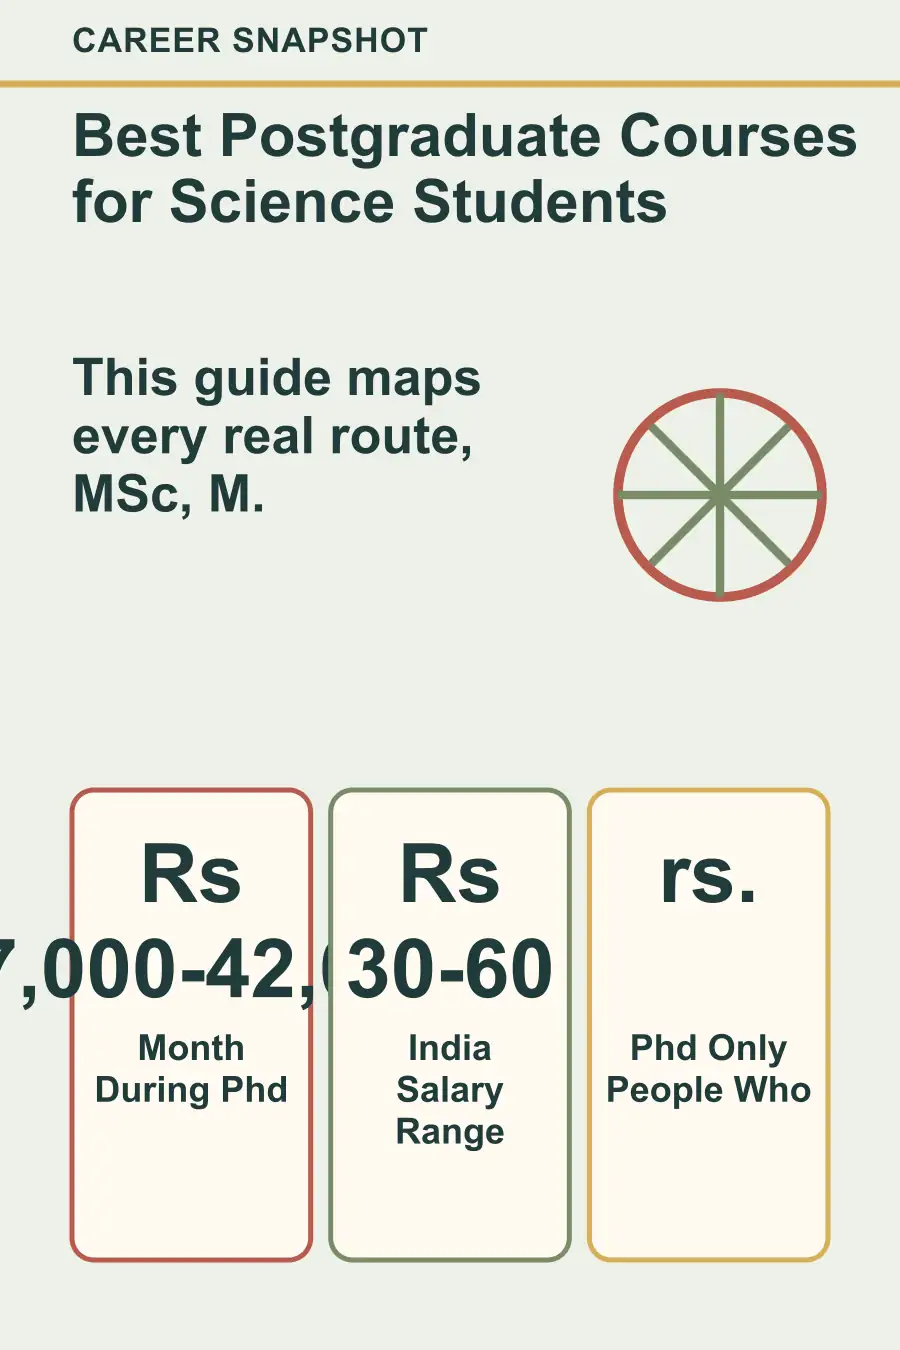 CAREER SNAPSHOT
Best Postgraduate Courses
for Science Students
This guide maps
every real route,
MSc, M.
Rs
7,000-42,
Month
During Phd
Rs
30-60
India
Salary
Range
rs.
Phd Only
People Who